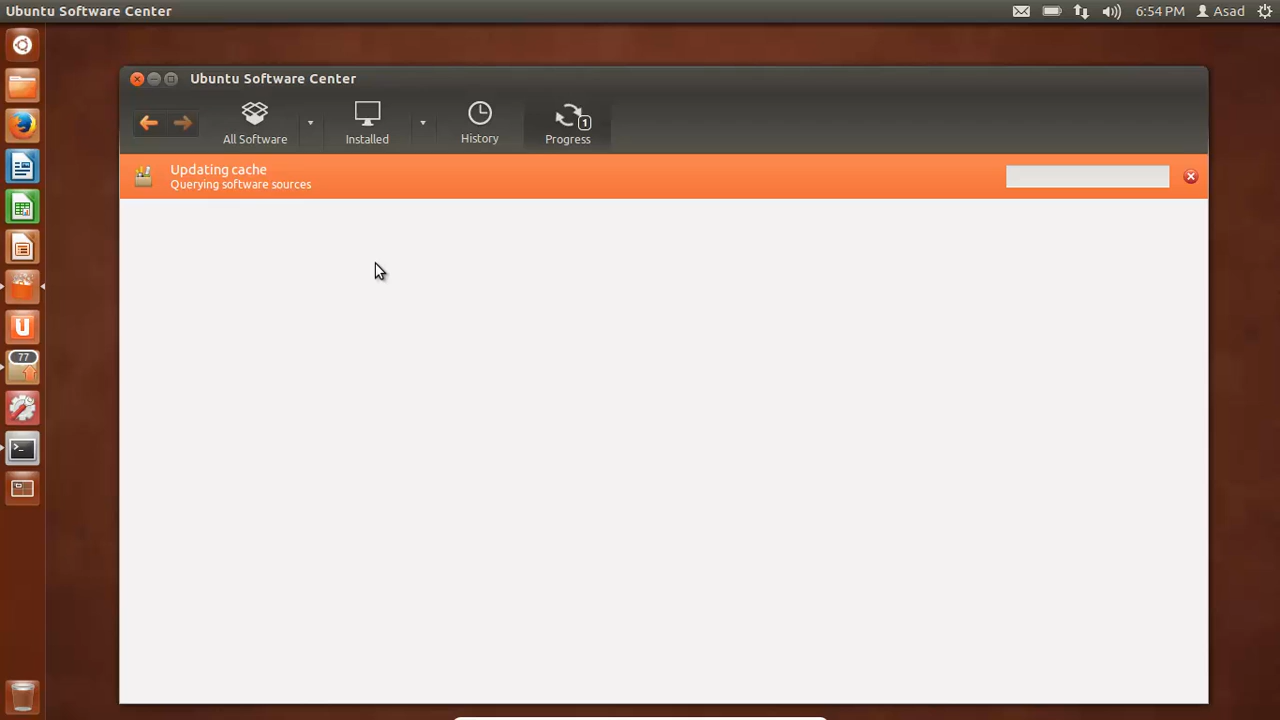 Ubuntu Software Center
6:54 PM Asad
Ubuntu Software Center
All Software Installed History Progress
1
Updating cache
Querying software sources
77